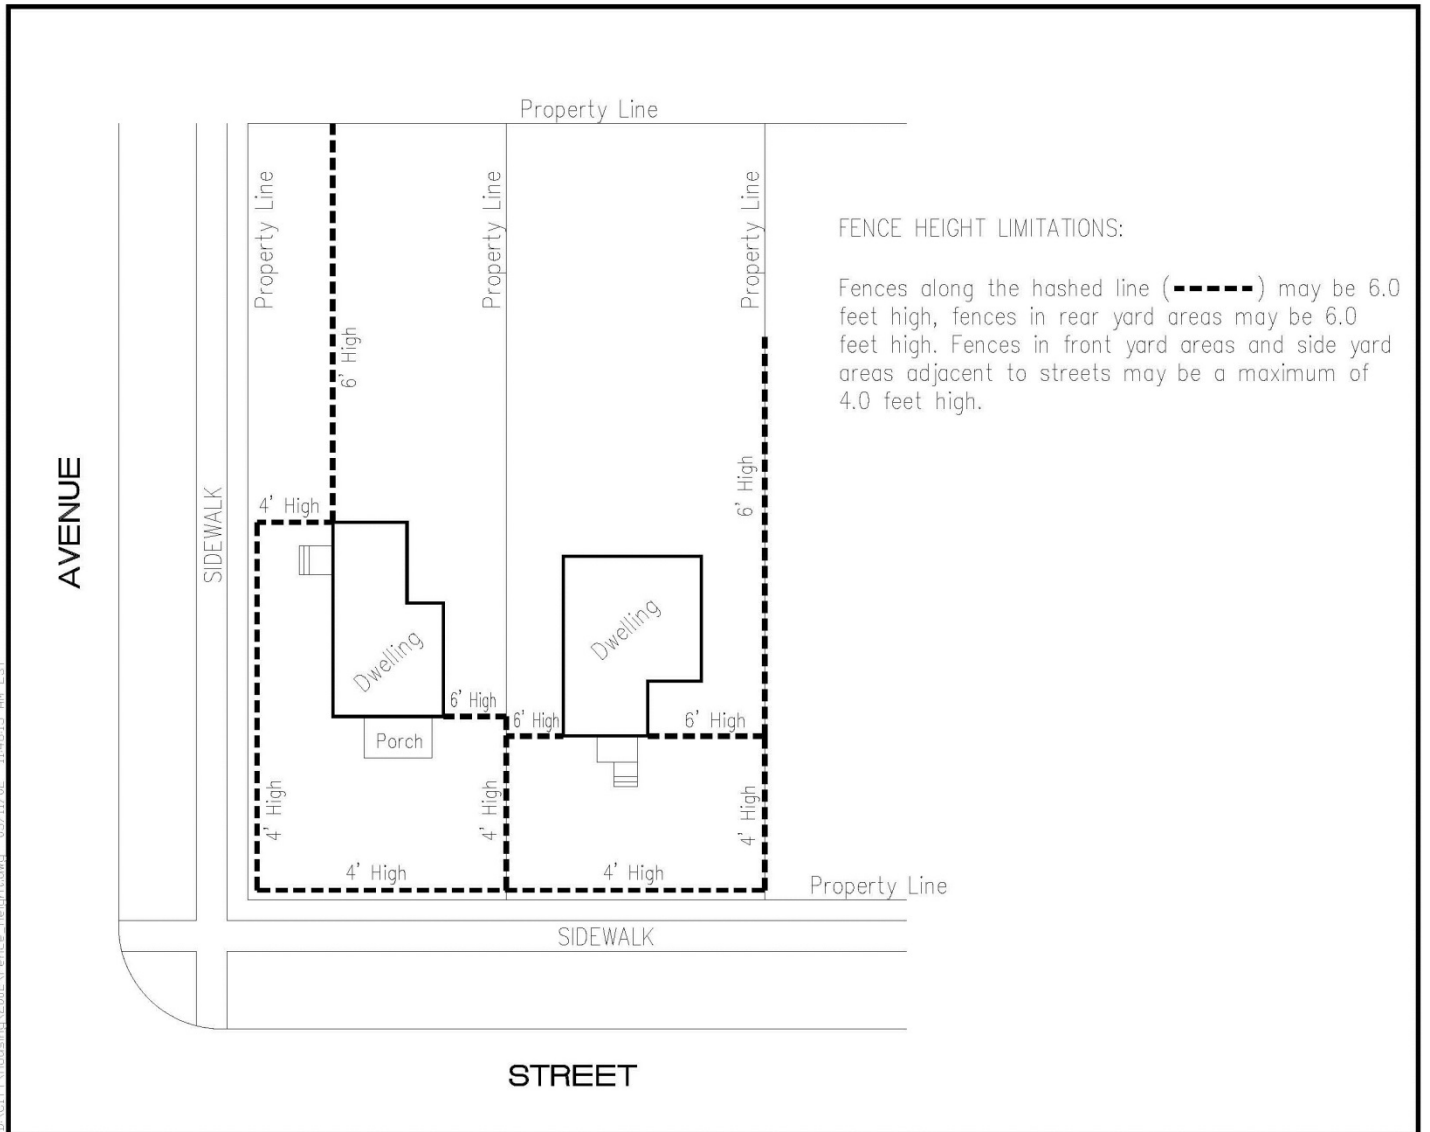 Property Line
Property Line
Property Line
Property Line
FENCE HEIGHT LIMITATIONS:
Fences along the hashed line (-----) may be 6.0
feet high, fences in rear yard areas may be 6.0
feet high. Fences in front yard areas and side yard
areas adjacent to streets may be a maximum of
4.0 feet high.
6' High
6' High
AVENUE
SIDEWALK
4' High
Dwelling
Dwelling
6' High
6' High
6' High
Porch
4' High
4' High
4' High
4' High
4' High
Property Line
SIDEWALK
STREET